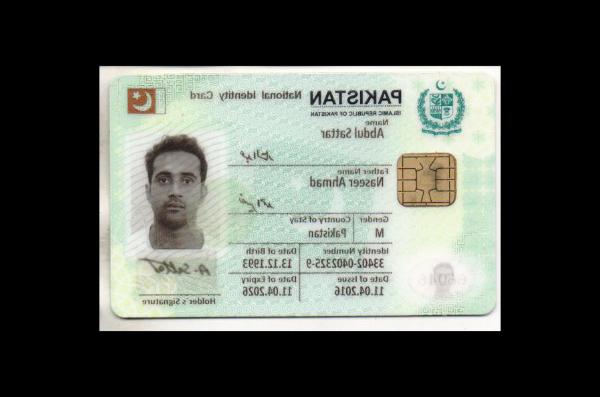 PAKISTAN National Identity Card
ISLAMIC REPUBLIC OF PAKISTAN
Name
Abdul Sattar
Father Name
Naseer Ahmad
Gender Country of Stay
M Pakistan
Identity Number Date of Birth
33402-0402325-9 13.12.1993
Date of Issue Date of Expiry
11.04.2016 11.04.2026
A. Sattar
Holder's Signature